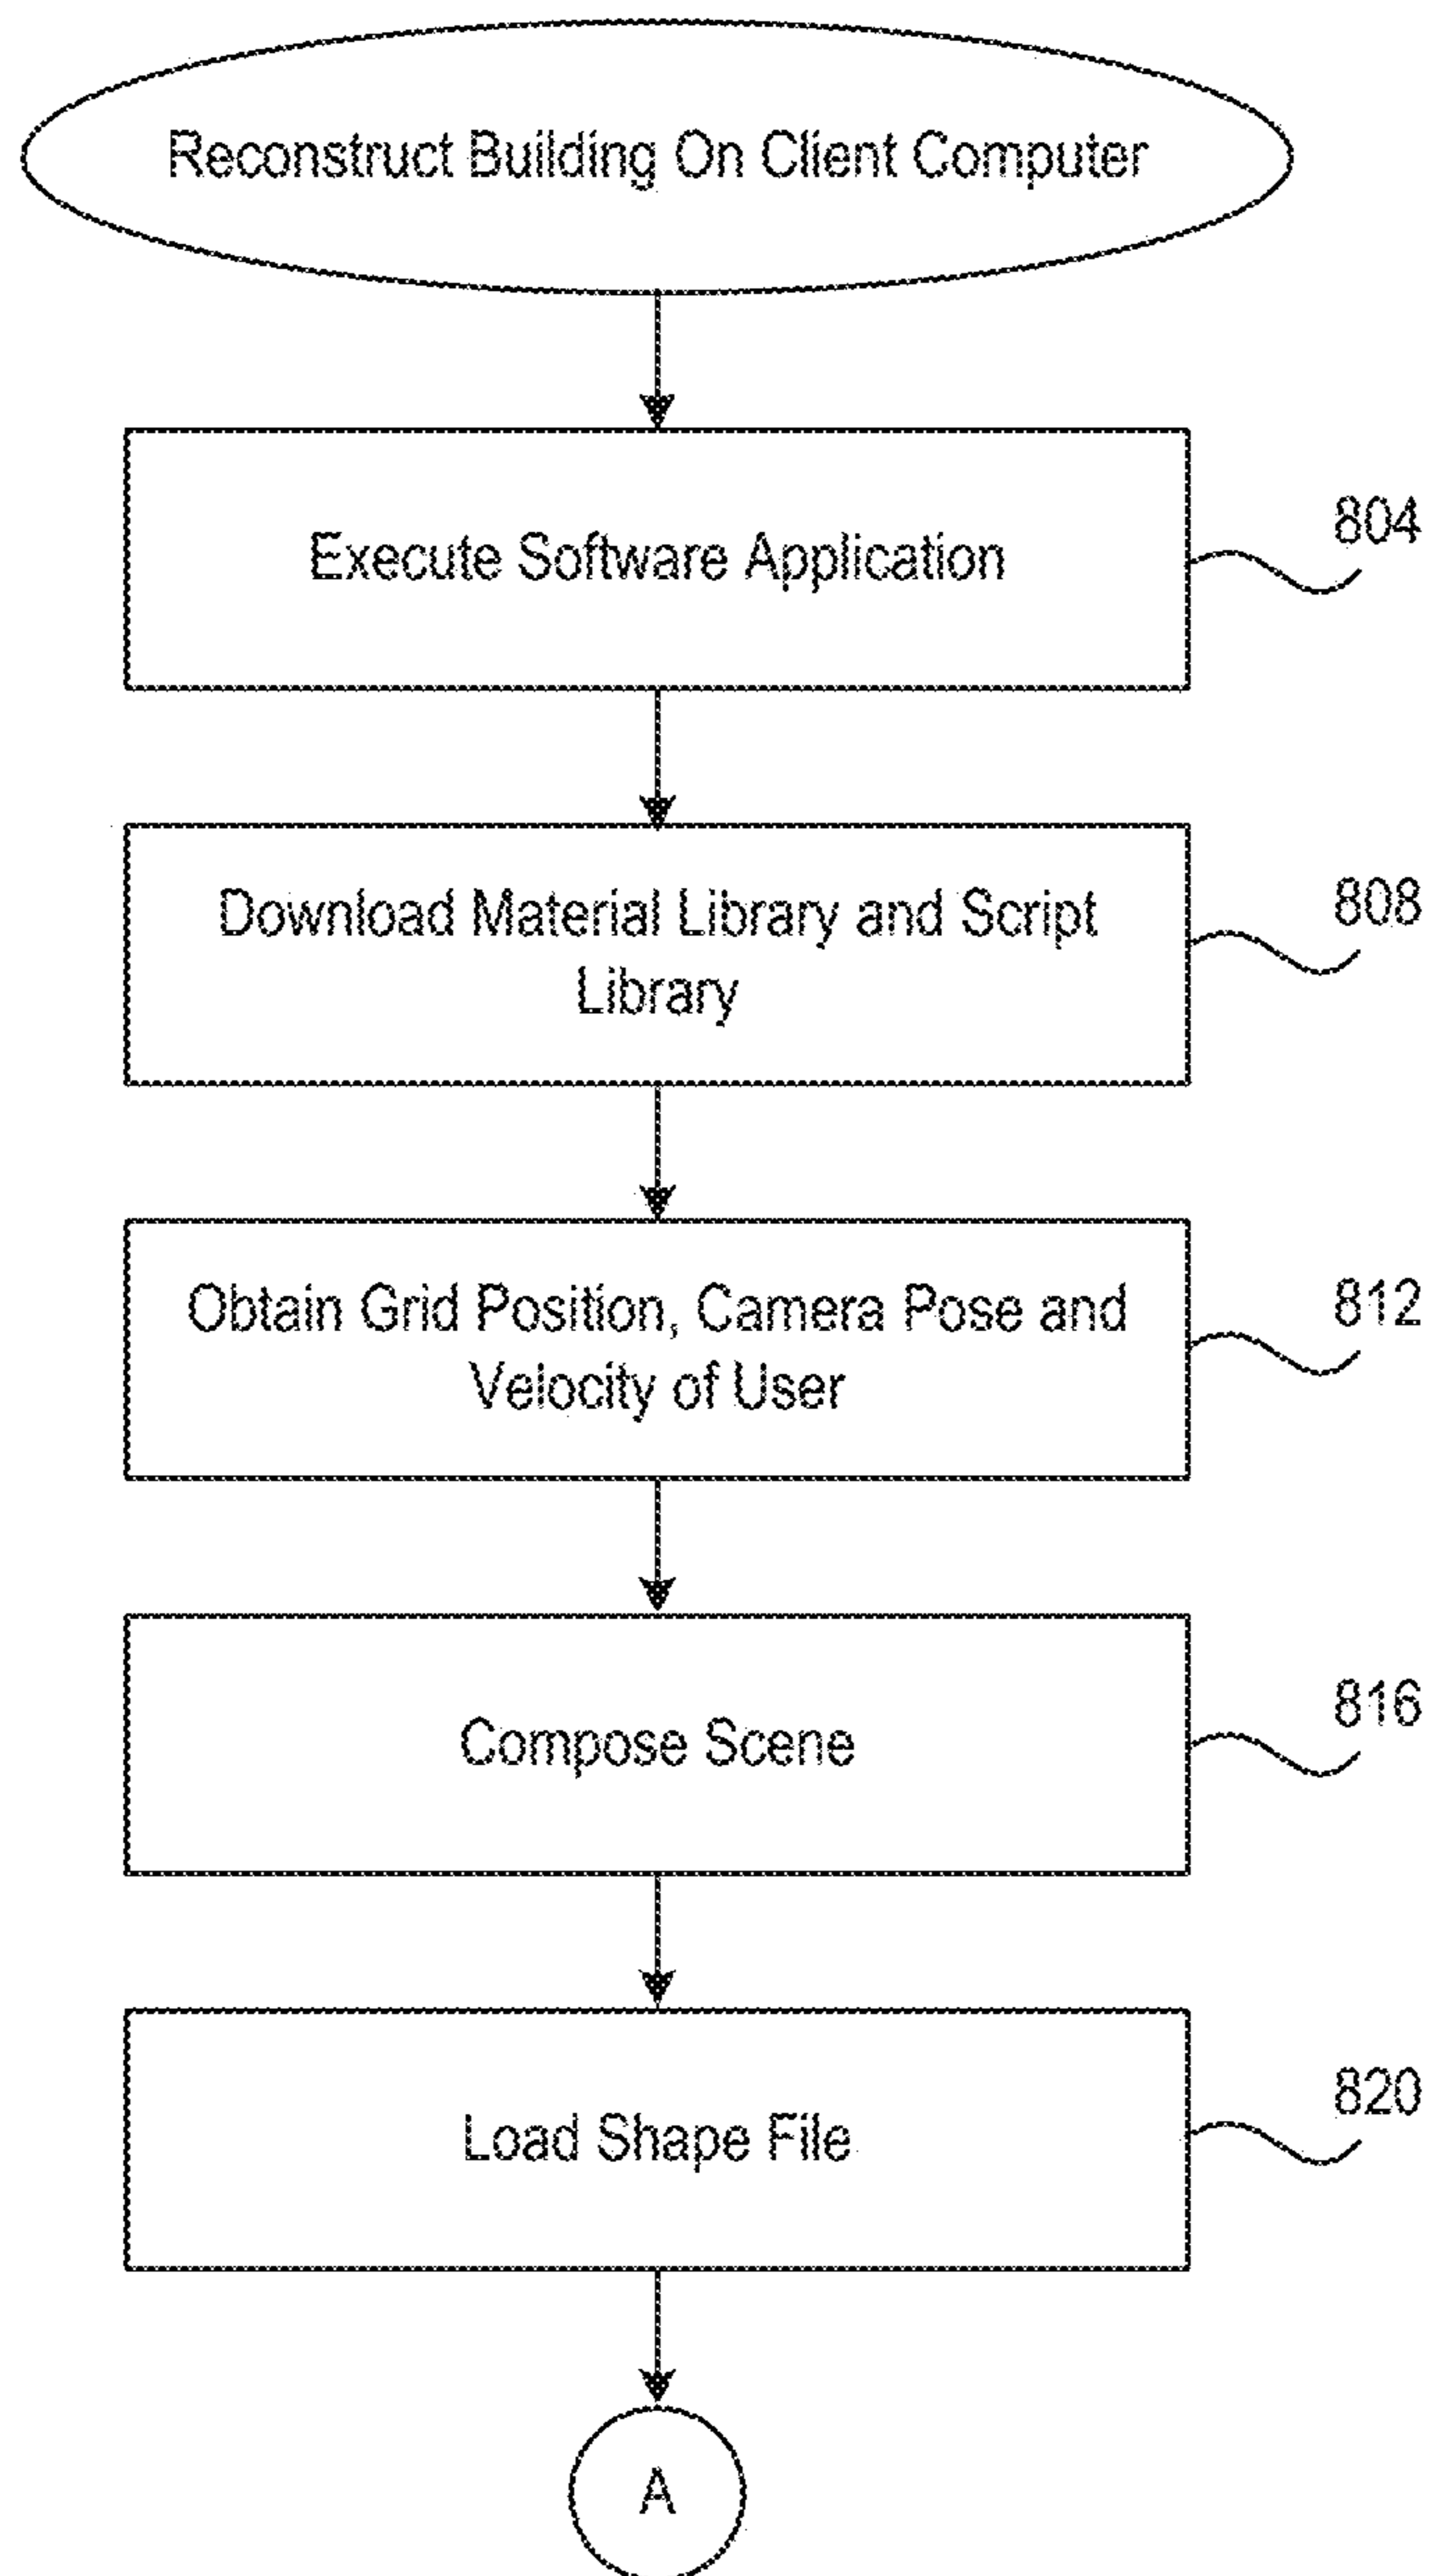 Reconstruct Building On Client Computer
Execute Software Application
804
Download Material Library and Script
Library
808
Obtain Grid Position, Camera Pose and
Velocity of User
812
Compose Scene
816
Load Shape File
820
A